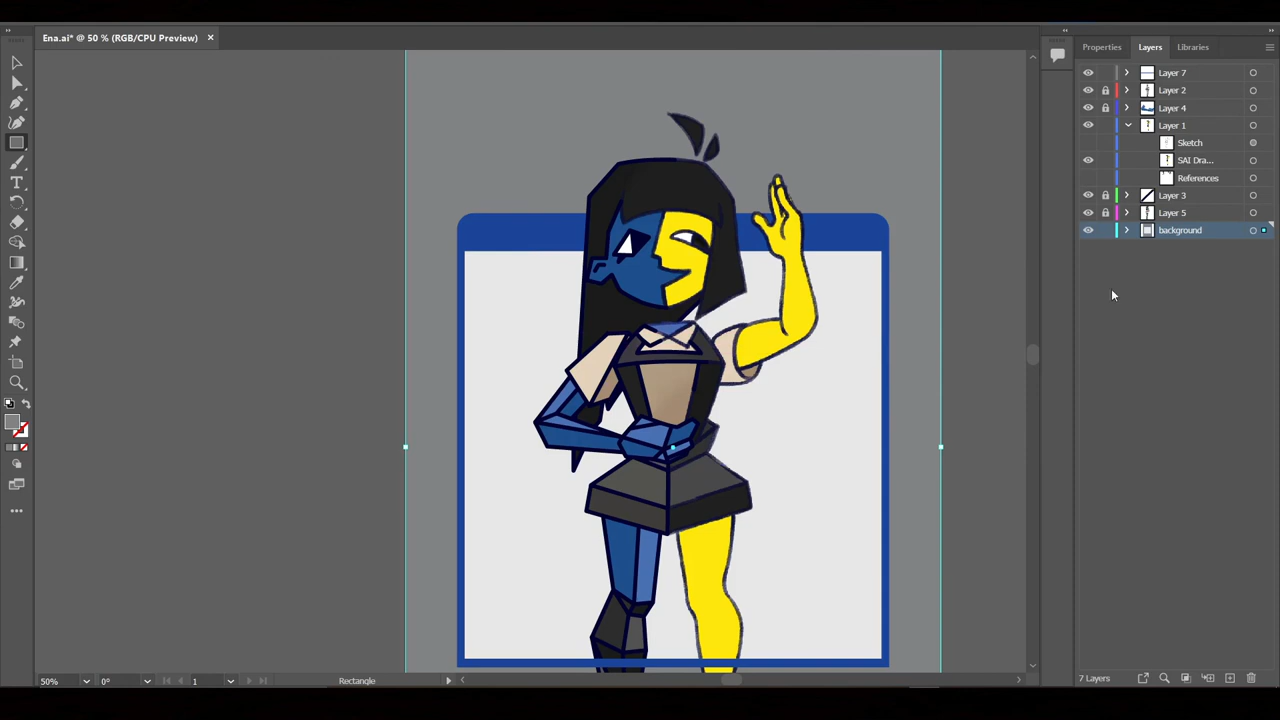 Ena.ai* @ 50 % (RGB/CPU Preview) ×
Properties Layers Libraries
Layer 7
Layer 2
Layer 4
Layer 1
Sketch
SAI Dra...
References
Layer 3
Layer 5
background
50% 0° 1 Rectangle
7 Layers